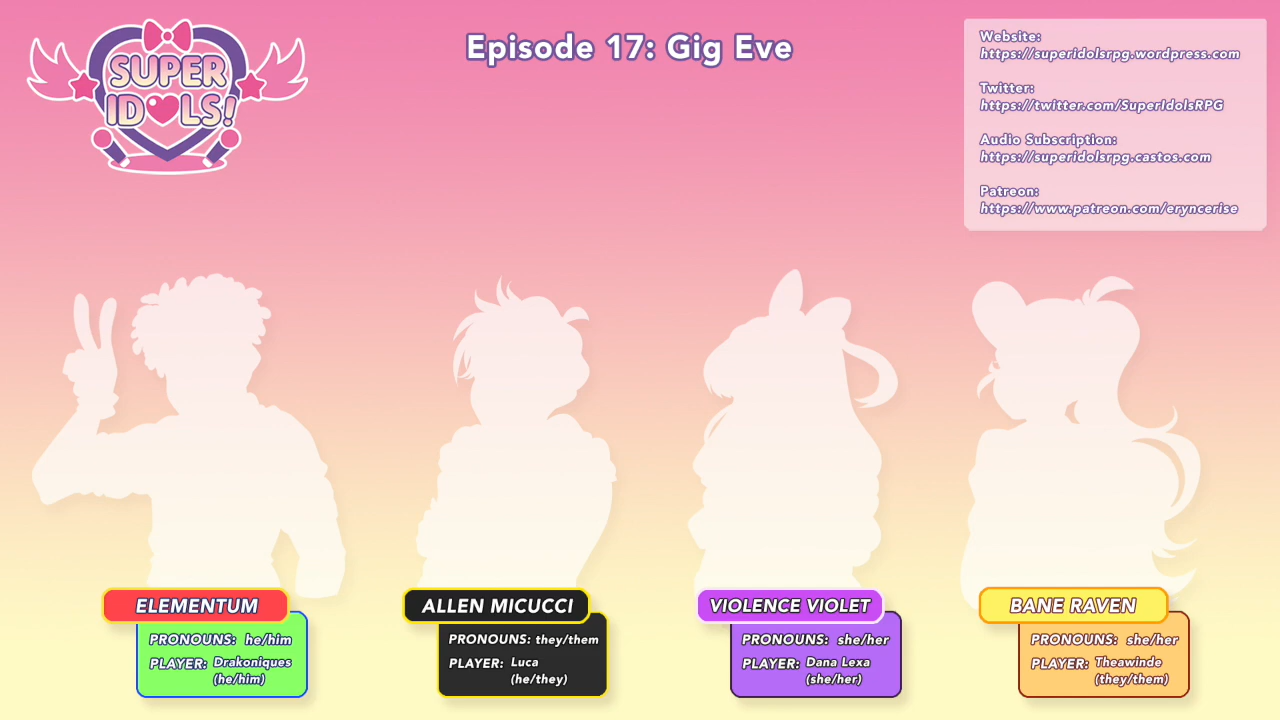 SUPER
IDOLS!
Episode 17: Gig Eve
Website:
https://superidolsrpg.wordpress.com
Twitter:
https://twitter.com/SuperIdolsRPG
Audio Subscription:
https://superidolsrpg.castos.com
Patreon:
https://www.patreon.com/eryncerise
ELEMENTUM
PRONOUNS: he/him
PLAYER: Drakoniques
(he/him)
ALLEN MICUCCI
PRONOUNS: they/them
PLAYER: Luca
(he/they)
VIOLENCE VIOLET
PRONOUNS: she/her
PLAYER: Dana Lexa
(she/her)
BANE RAVEN
PRONOUNS: she/her
PLAYER: Theawinde
(they/them)